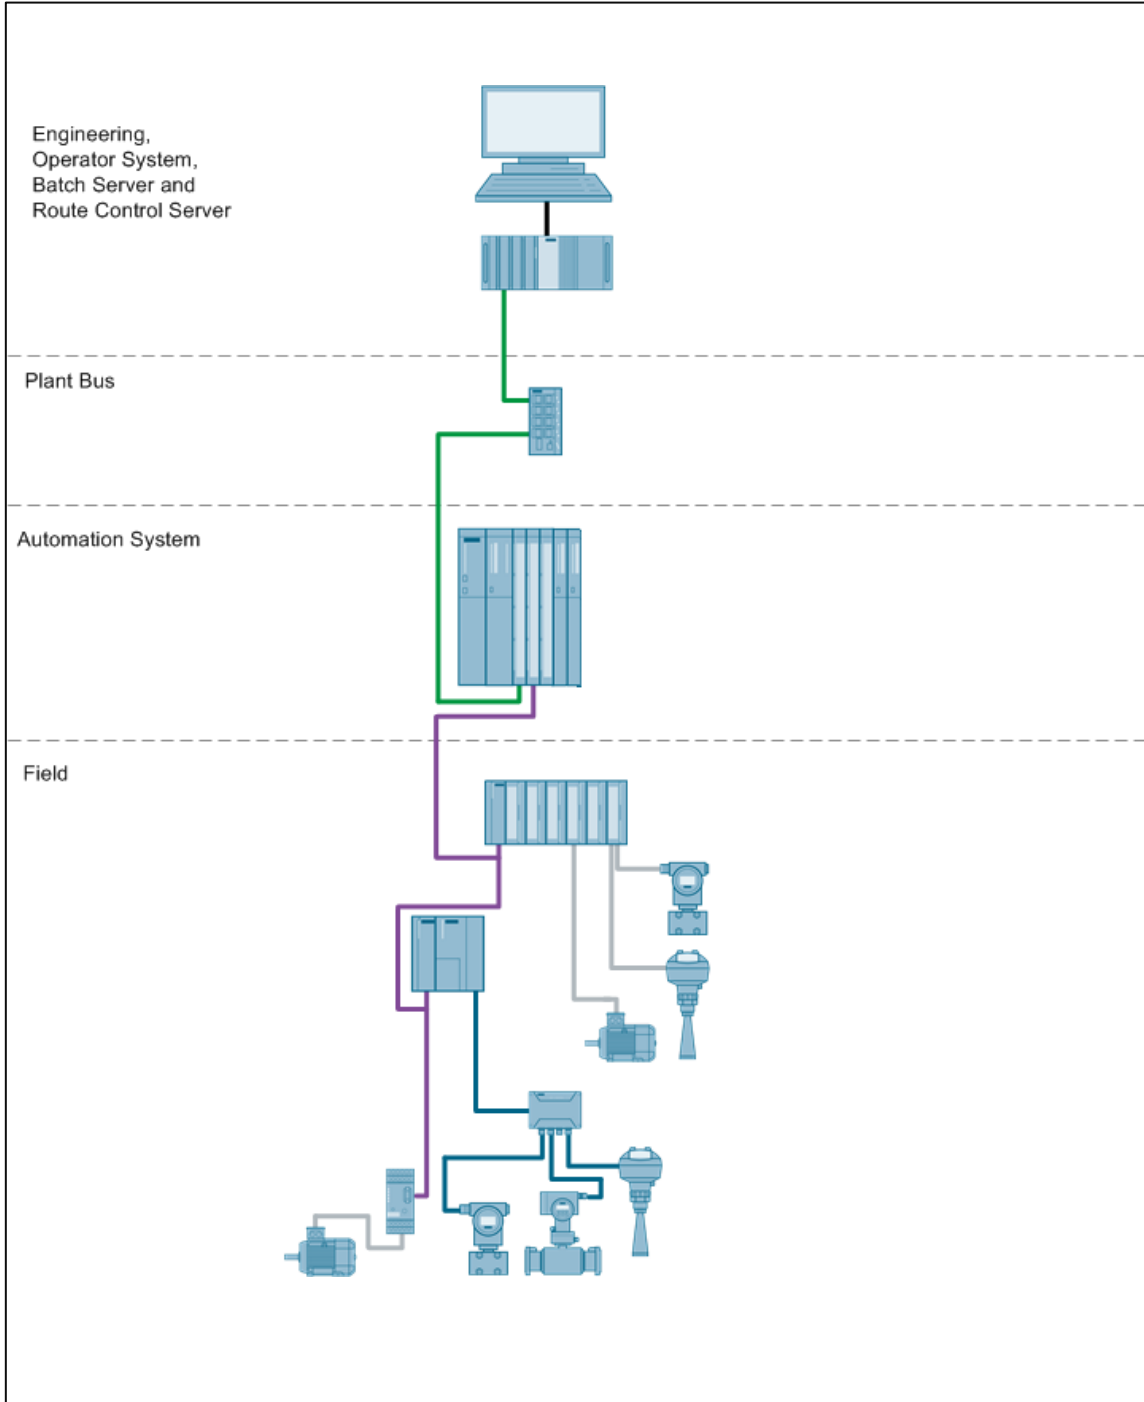 Engineering,
Operator System,
Batch Server and
Route Control Server
Plant Bus
Automation System
Field